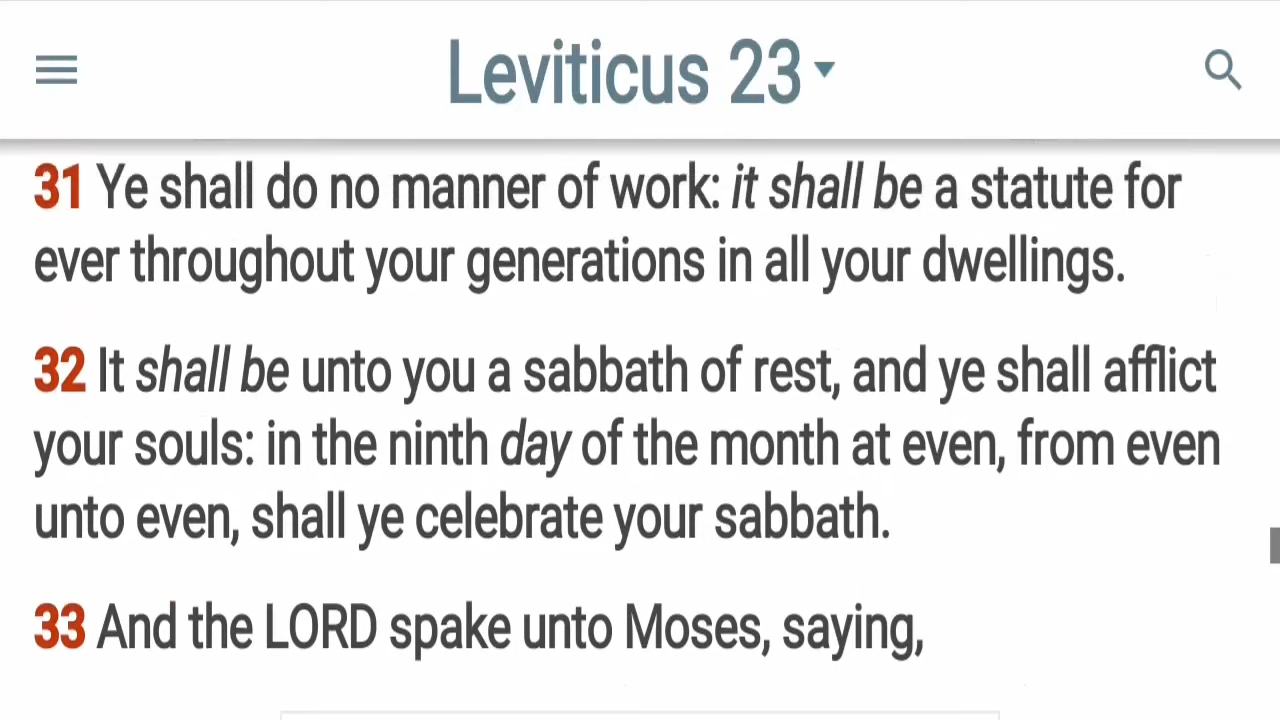 Leviticus 23
31 Ye shall do no manner of work: it shall be a statute for
ever throughout your generations in all your dwellings.
32 It shall be unto you a sabbath of rest, and ye shall afflict
your souls: in the ninth day of the month at even, from even
unto even, shall ye celebrate your sabbath.
33 And the LORD spake unto Moses, saying,